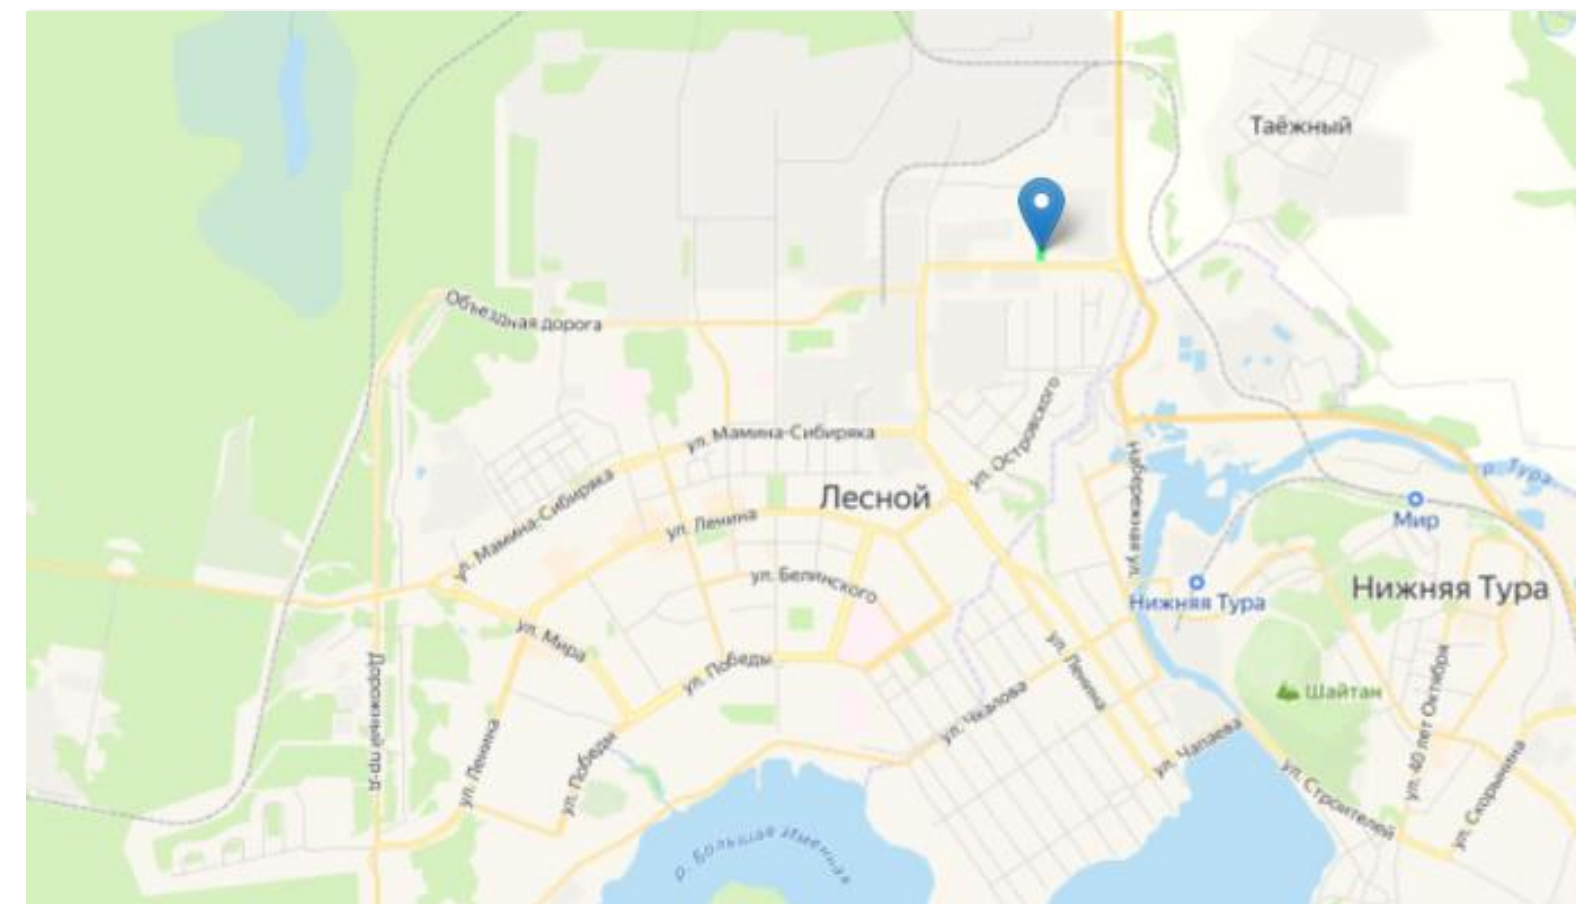 Таёжный
Объездная дорога
ул. Островского
ул. Мамина-Сибиряка
р. Тура
набережная ул.
Лесной
Мир
ул. Мамина-Сибиряка
ул. Ленина
ул. Белинского
Нижняя Тура
Нижняя Тура
ул. Мира
ул. Победы
ул. Ленина
Дорожный пр-д
ул. Чкалова
Шайтан
ул. 40 лет Октября
ул. Ленина
ул. Победы
ул. Чапаева
ул. Строителей
ул. Скорынина
о. Большая Именная